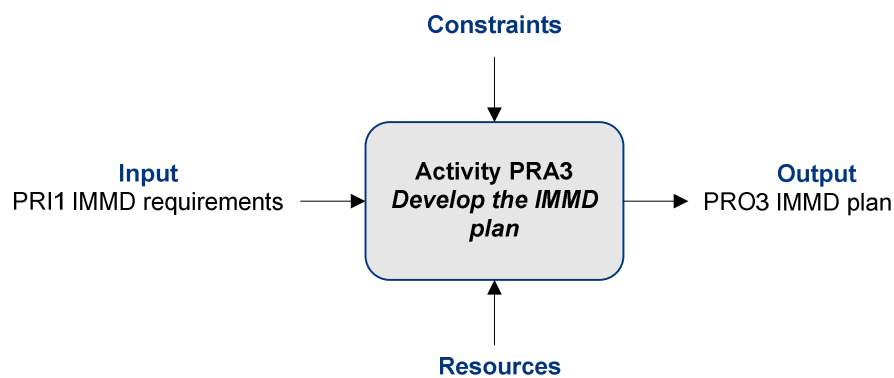 Constraints
Input
PRI1 IMMD requirements
Activity PRA3
Develop the IMMD
plan
Output
PRO3 IMMD plan
Resources